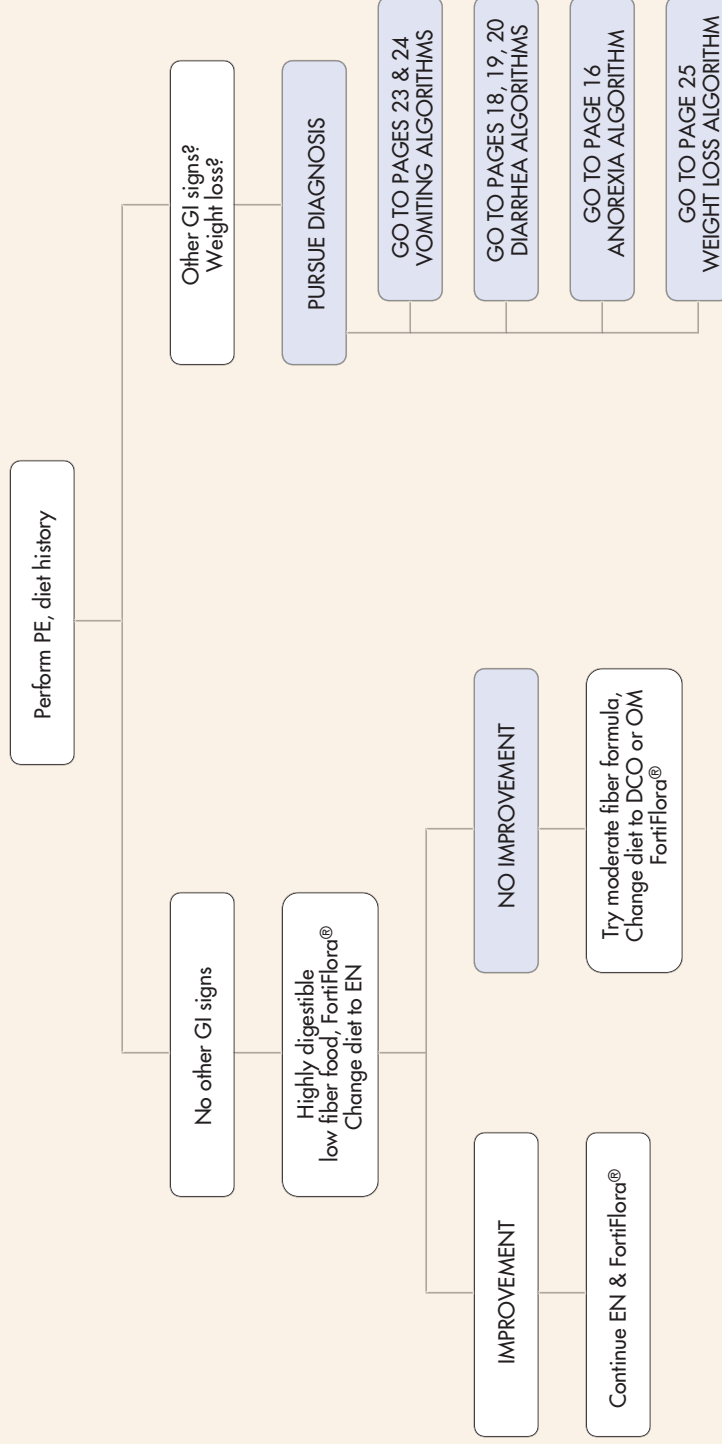 Perform PE, diet history
No other GI signs
Highly digestible
low fiber food, FortiFlora®
Change diet to EN
IMPROVEMENT
Continue EN & FortiFlora®
NO IMPROVEMENT
Try moderate fiber formula,
Change diet to DCO or OM
FortiFlora®
Other GI signs?
Weight loss?
PURSUE DIAGNOSIS
GO TO PAGES 23 & 24
VOMITING ALGORITHMS
GO TO PAGES 18, 19, 20
DIARRHEA ALGORITHMS
GO TO PAGE 16
ANOREXIA ALGORITHM
GO TO PAGE 25
WEIGHT LOSS ALGORITHM